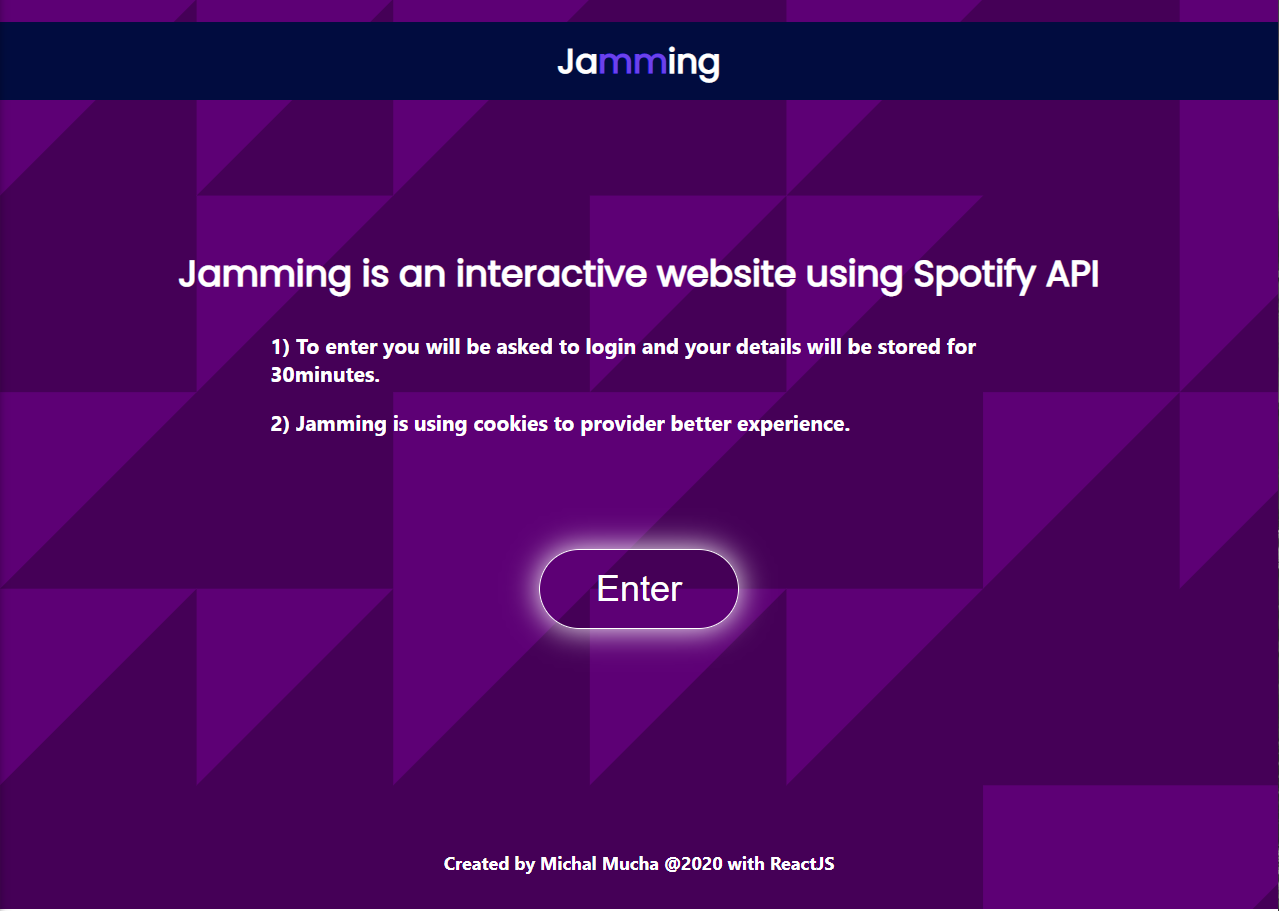 Jamming
Jamming is an interactive website using Spotify API
1) To enter you will be asked to login and your details will be stored for
30minutes.
2) Jamming is using cookies to provider better experience.
Enter
Created by Michal Mucha @2020 with ReactJS